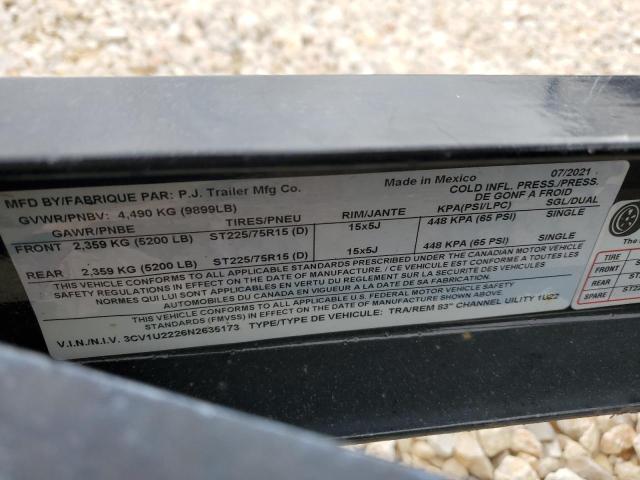 MFD BY/FABRIQUE PAR: P.J. Trailer Mfg Co. Made in Mexico 07/2021
GVWR/PNBV: 4,490 KG (9899LB) COLD INFL. PRESS./PRESS. DE GONF A FROID
GAWR/PNBE TIRES/PNEU RIM/JANTE KPA(PSI/LPC) SGL/DUAL
FRONT 2,359 KG (5200 LB) ST225/75R15 (D) 15x5J 448 KPA (65 PSI) SINGLE
REAR 2,359 KG (5200 LB) ST225/75R15 (D) 15x5J 448 KPA (65 PSI) SINGLE
THIS VEHICLE CONFORMS TO ALL APPLICABLE STANDARDS PRESCRIBED UNDER THE CANADIAN MOTOR VEHICLE
SAFETY REGULATIONS IN EFFECT ON THE DATE OF MANUFACTURE. / CE VEHICLE EST CONFORME A TOUTES LES
NORMES QUI LUI SONT APPLICABLES EN VERTU DU REGLEMENT SUR LA SECURITE DES VEHICULES
AUTOMOBILES DU CANADA EN VIGUEUR A LA DATE DE SA FABRICATION.
THIS VEHICLE CONFORMS TO ALL APPLICABLE U.S. FEDERAL MOTOR VEHICLE SAFETY
STANDARDS (FMVSS) IN EFFECT ON THE DATE OF MANUFACTURE SHOWN ABOVE.
V.I.N./N.I.V. 3CV1U2226N2635173 TYPE/TYPE DE VEHICULE: TRA/REM 83" CHANNEL UILITY 1U22
The
TIRE
FRONT
REAR
SPARE